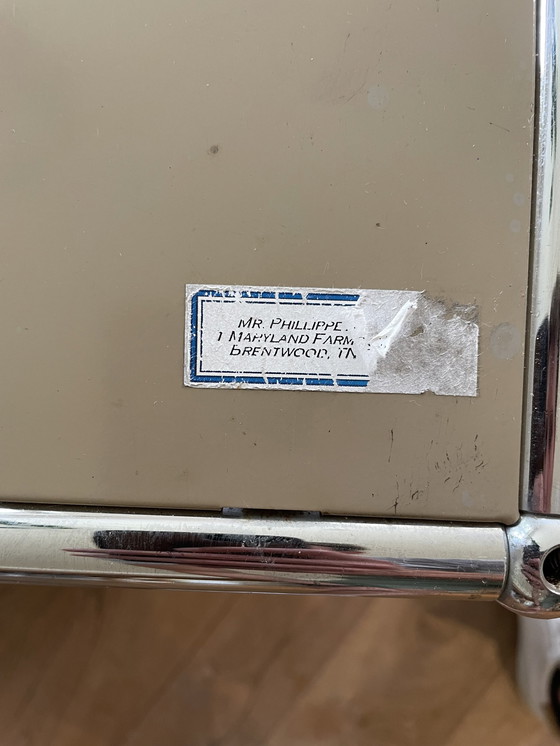 MR. PHILLIPPE
1 MARYLAND FARM
BRENTWOOD, TN